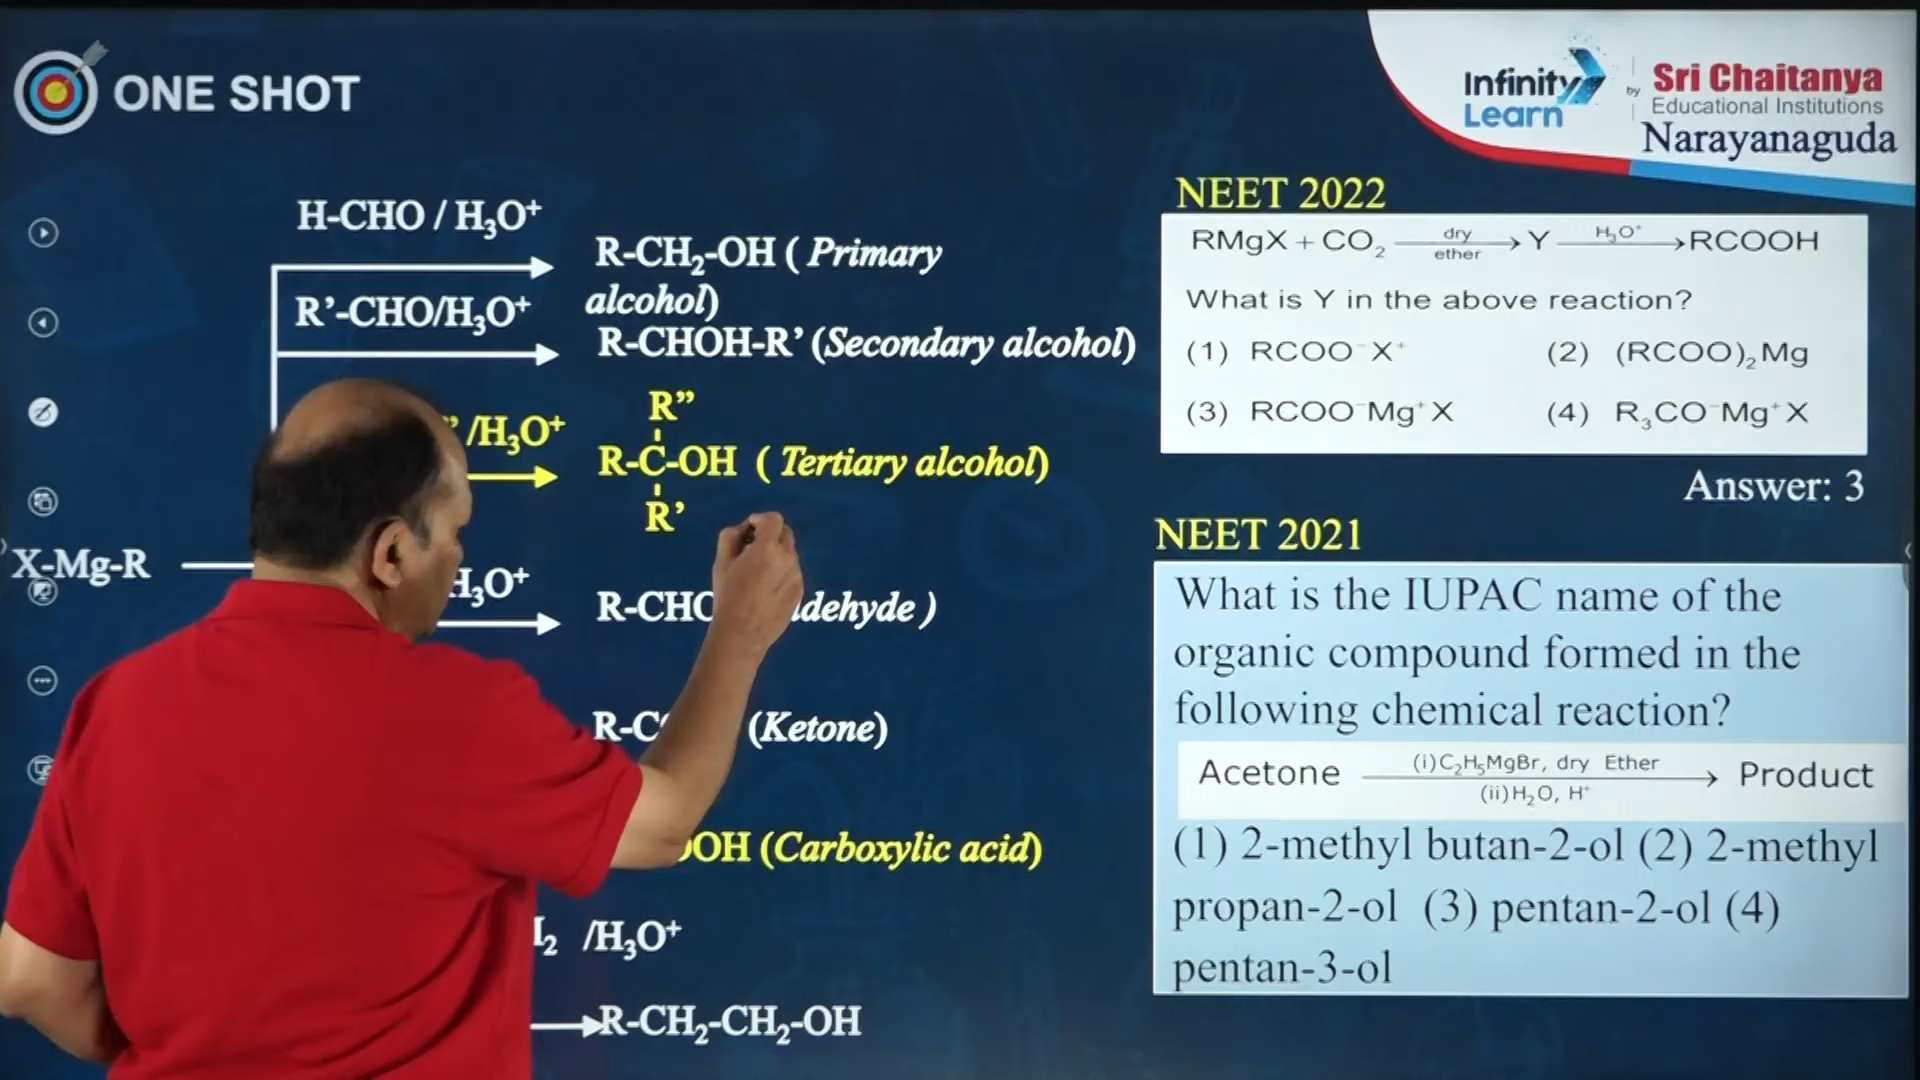 ONE SHOT
Infinity Learn
by
Sri Chaitanya
Educational Institutions
Narayanaguda
H-CHO / H₃O⁺
R-CH₂-OH ( Primary
alcohol)
R’-CHO/H₃O⁺
R-CHOH-R’ (Secondary alcohol)
R”
” /H₃O⁺
R-C-OH ( Tertiary alcohol)
R’
X-Mg-R
H₃O⁺
R-CHO
ldehyde )
R-C
(Ketone)
OOH (Carboxylic acid)
/H₃O⁺
R-CH₂-CH₂-OH
NEET 2022
RMgX + CO₂ dry ether Y H₃O⁺ RCOOH
What is Y in the above reaction?
(1) RCOO⁻X⁺ (2) (RCOO)₂Mg
(3) RCOO⁻Mg⁺X (4) R₃CO⁻Mg⁺X
Answer: 3
NEET 2021
What is the IUPAC name of the
organic compound formed in the
following chemical reaction?
(i)C₂H₅MgBr, dry Ether
Acetone → Product
(ii)H₂O, H⁺
(1) 2-methyl butan-2-ol (2) 2-methyl
propan-2-ol (3) pentan-2-ol (4)
pentan-3-ol